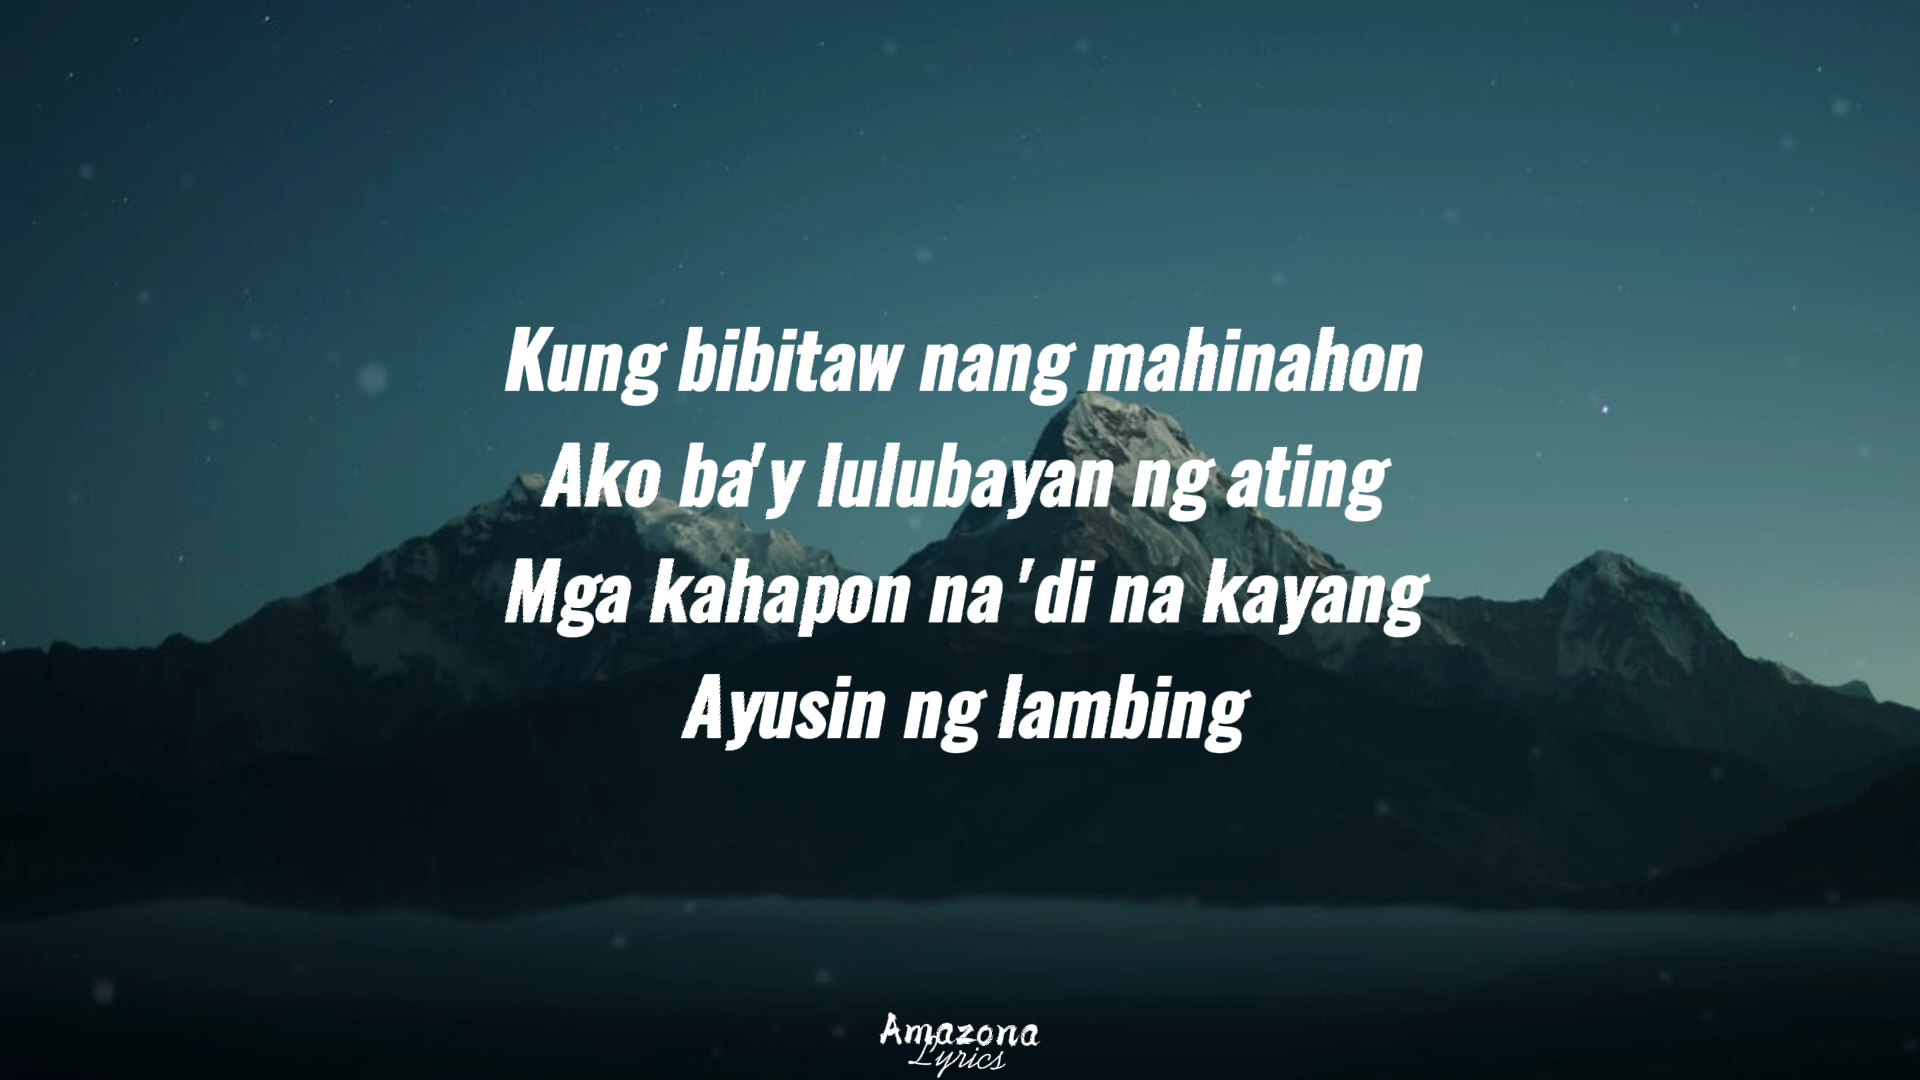 Kung bibitaw nang mahinahon
Ako ba'y lulubayan ng ating
Mga kahapon na 'di na kayang
Ayusin ng lambing
Amazona
Lyrics